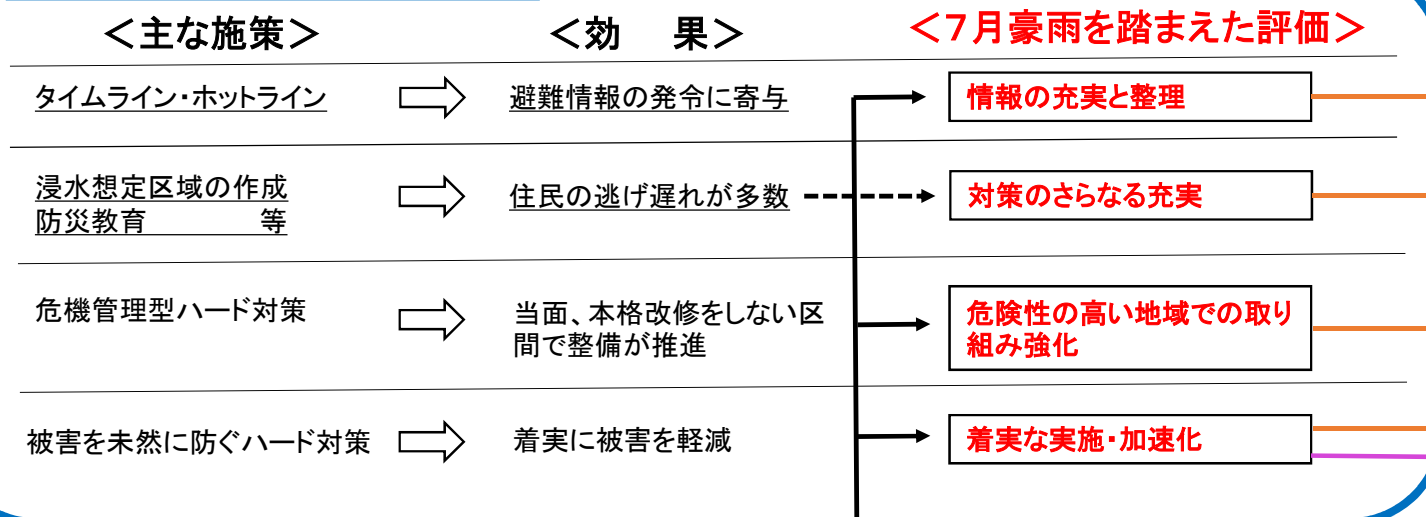 ＜主な施策＞ ＜効　果＞ ＜７月豪雨を踏まえた評価＞
タイムライン・ホットライン 避難情報の発令に寄与 情報の充実と整理
浸水想定区域の作成
防災教育　　　　等
住民の逃げ遅れが多数 対策のさらなる充実
危機管理型ハード対策
当面、本格改修をしない区
間で整備が推進
危険性の高い地域での取り
組み強化
被害を未然に防ぐハード対策 着実に被害を軽減 着実な実施・加速化